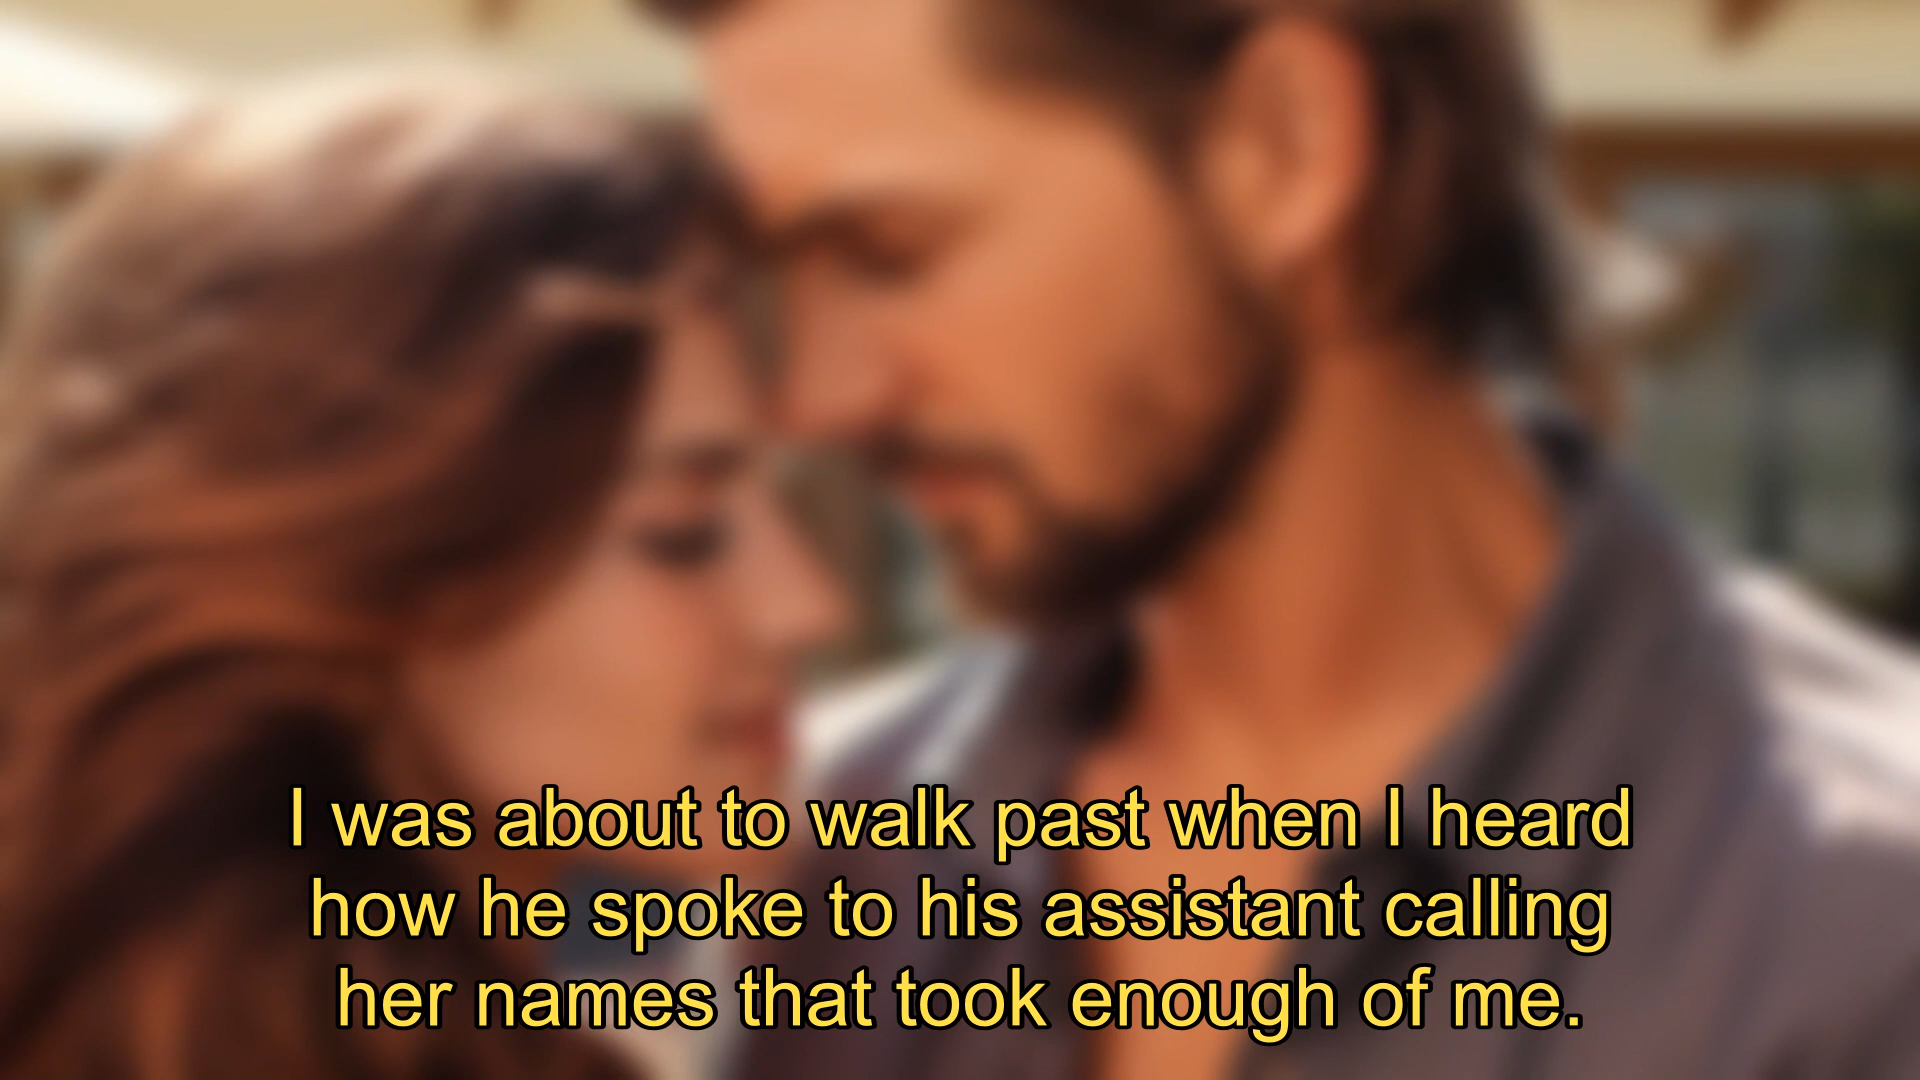 I was about to walk past when I heard
how he spoke to his assistant calling
her names that took enough of me.